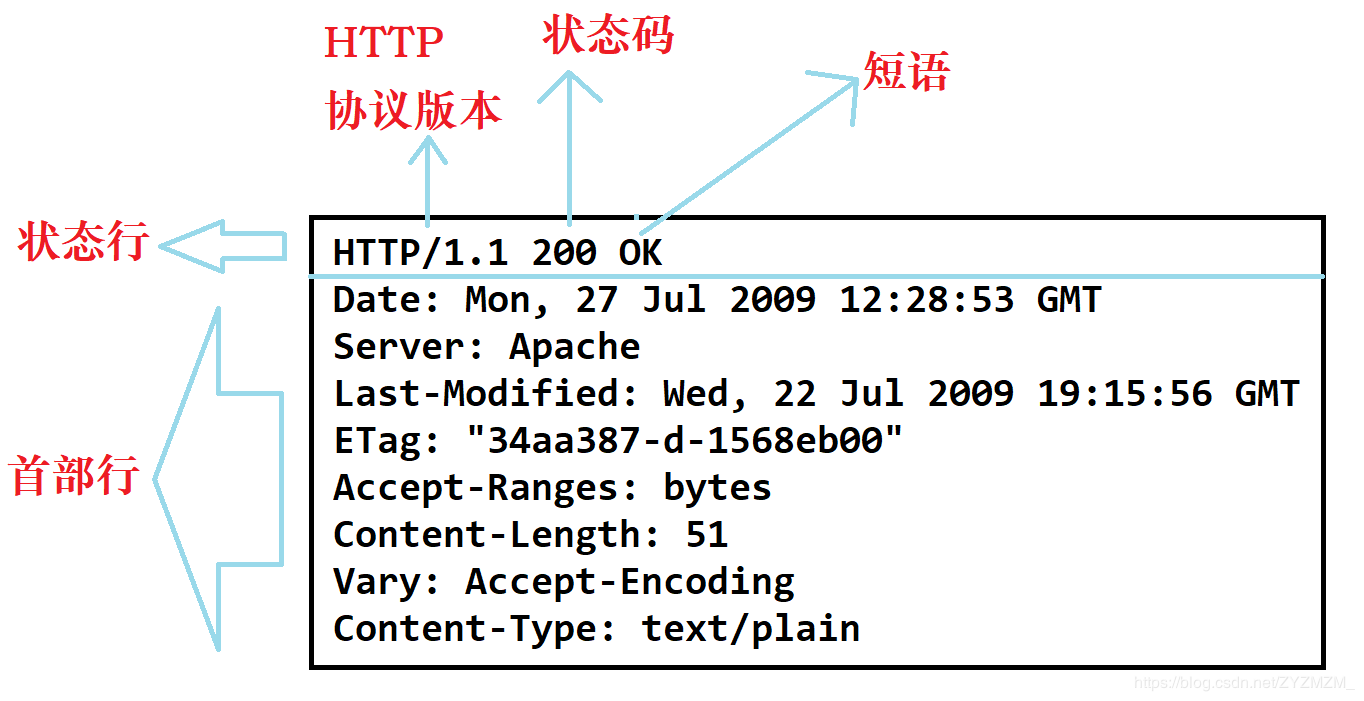 HTTP
协议版本
状态码
短语
状态行
HTTP/1.1 200 OK
Date: Mon, 27 Jul 2009 12:28:53 GMT
Server: Apache
Last-Modified: Wed, 22 Jul 2009 19:15:56 GMT
ETag: "34aa387-d-1568eb00"
首部行
Accept-Ranges: bytes
Content-Length: 51
Vary: Accept-Encoding
Content-Type: text/plain
https://blog.csdn.net/ZYZMZM_